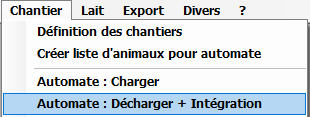 Chantier Lait Export Divers ?
Définition des chantiers
Créer liste d'animaux pour automate
Automate : Charger
Automate : Décharger + Intégration